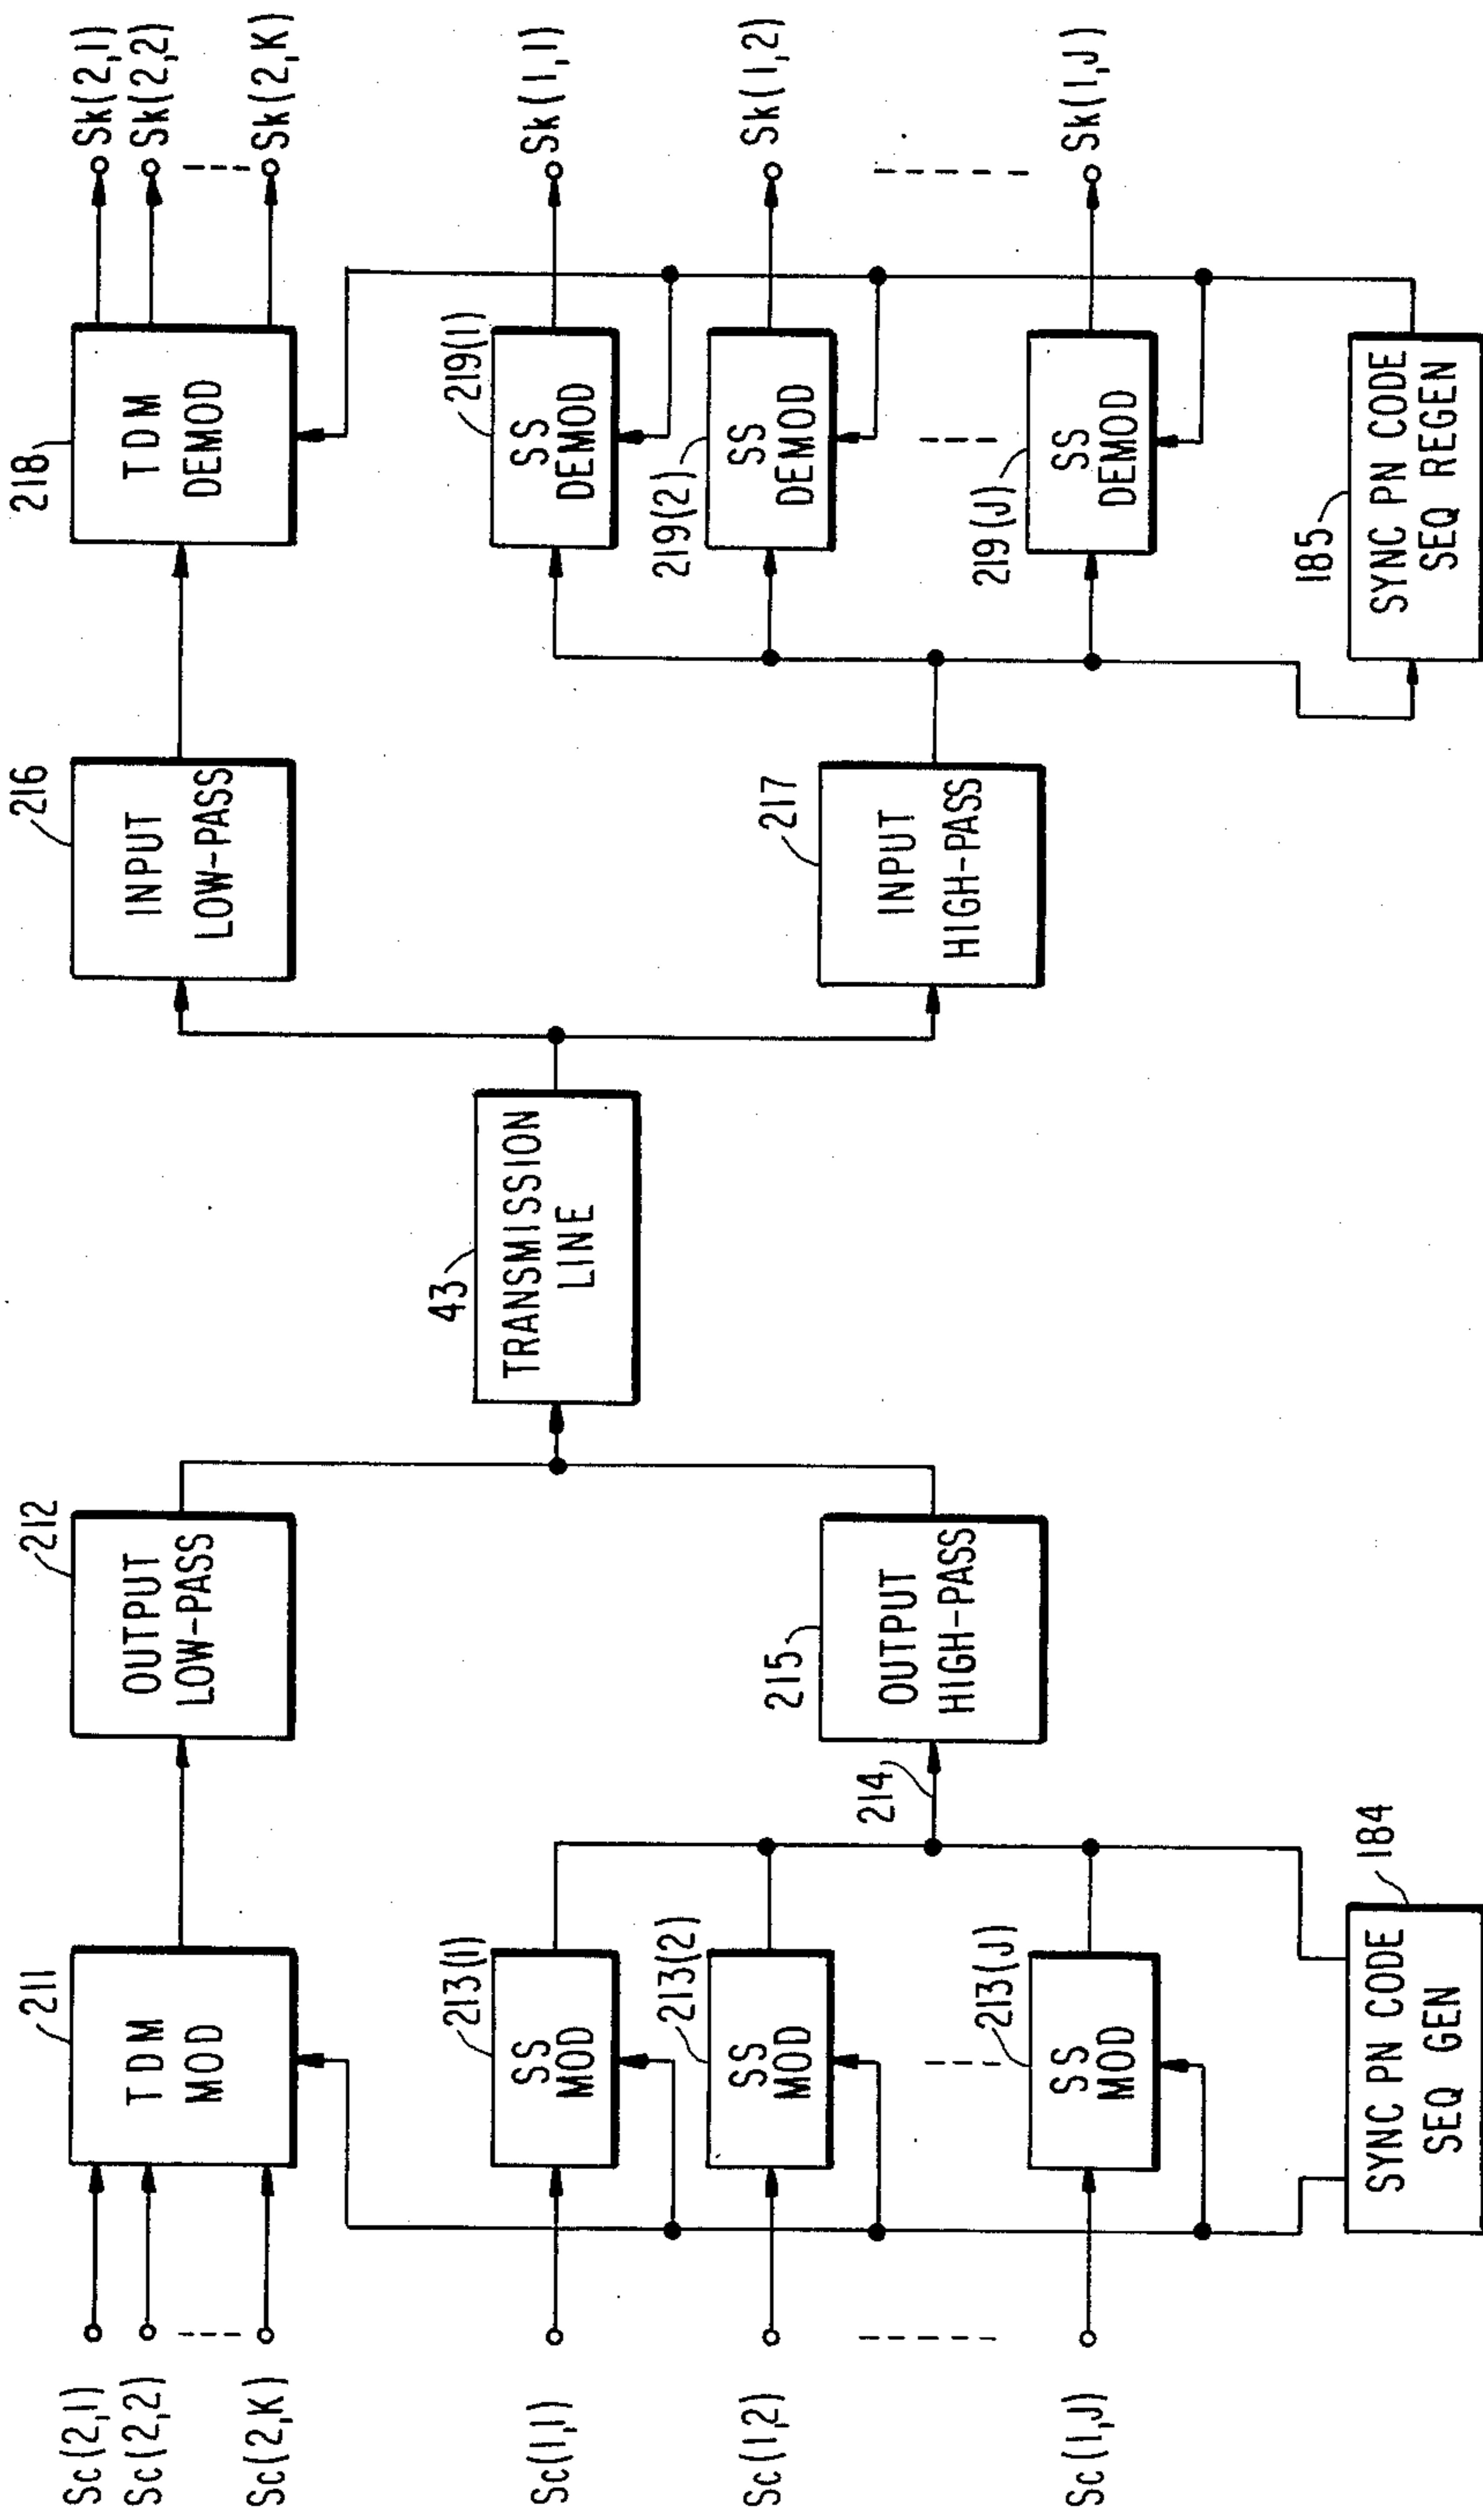 Sc(2,1)
Sc(2,2)
Sc(2,K)
Sc(1,1)
Sc(1,2)
Sc(1,J)
211
TDM
MOD
213(1)
SS
MOD
213(2)
SS
MOD
213(J)
SS
MOD
184
SYNC PN CODE
SEQ GEN
214
212
OUTPUT
LOW-PASS
215
OUTPUT
HIGH-PASS
43
TRANSMISSION
LINE
216
INPUT
LOW-PASS
217
INPUT
HIGH-PASS
218
TDM
DEMOD
219(1)
SS
DEMOD
219(2)
SS
DEMOD
219(J)
SS
DEMOD
185
SYNC PN CODE
SEQ REGEN
Sk(2,1)
Sk(2,2)
Sk(2,K)
Sk(1,1)
Sk(1,2)
Sk(1,J)